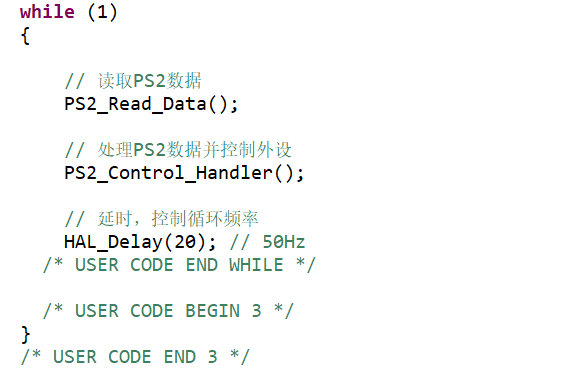 while (1)
{
// 读取PS2数据
PS2_Read_Data();
// 处理PS2数据并控制外设
PS2_Control_Handler();
// 延时，控制循环频率
HAL_Delay(20); // 50Hz
/* USER CODE END WHILE */
/* USER CODE BEGIN 3 */
}
/* USER CODE END 3 */